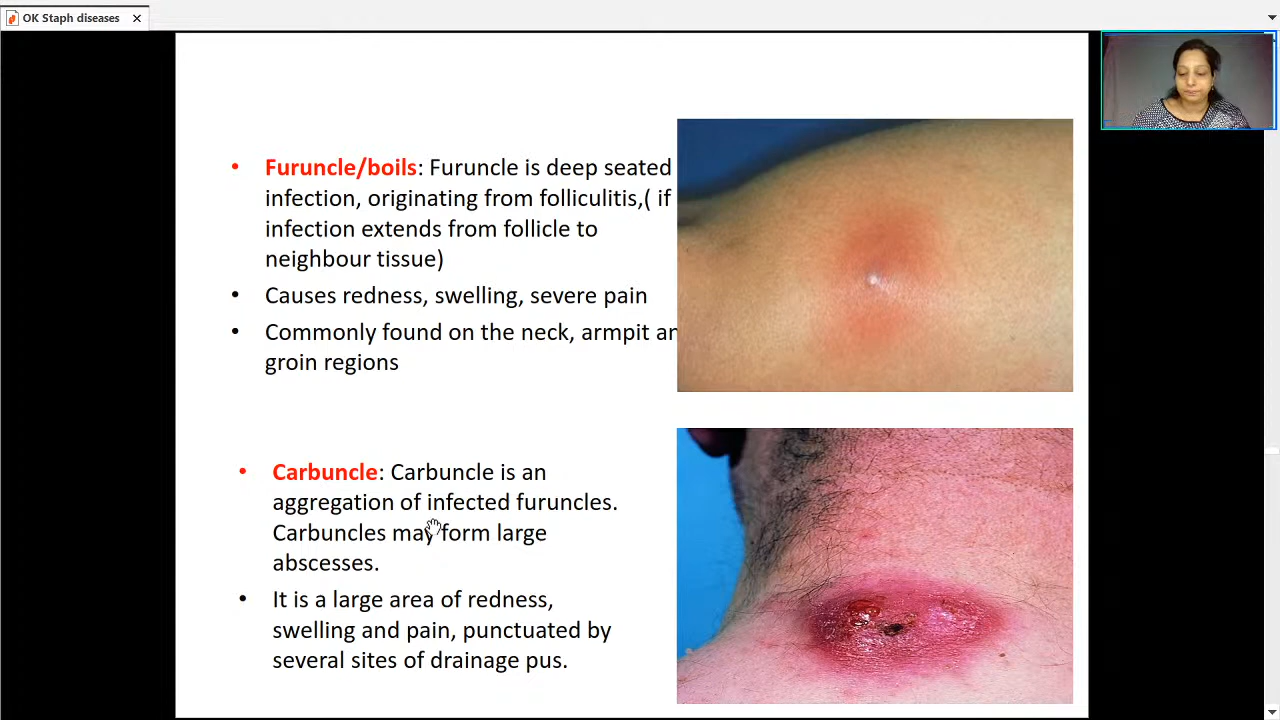 OK Staph diseases
• Furuncle/boils: Furuncle is deep seated
infection, originating from folliculitis,( if
infection extends from follicle to
neighbour tissue)
• Causes redness, swelling, severe pain
• Commonly found on the neck, armpit an
groin regions
• Carbuncle: Carbuncle is an
aggregation of infected furuncles.
Carbuncles may form large
abscesses.
• It is a large area of redness,
swelling and pain, punctuated by
several sites of drainage pus.